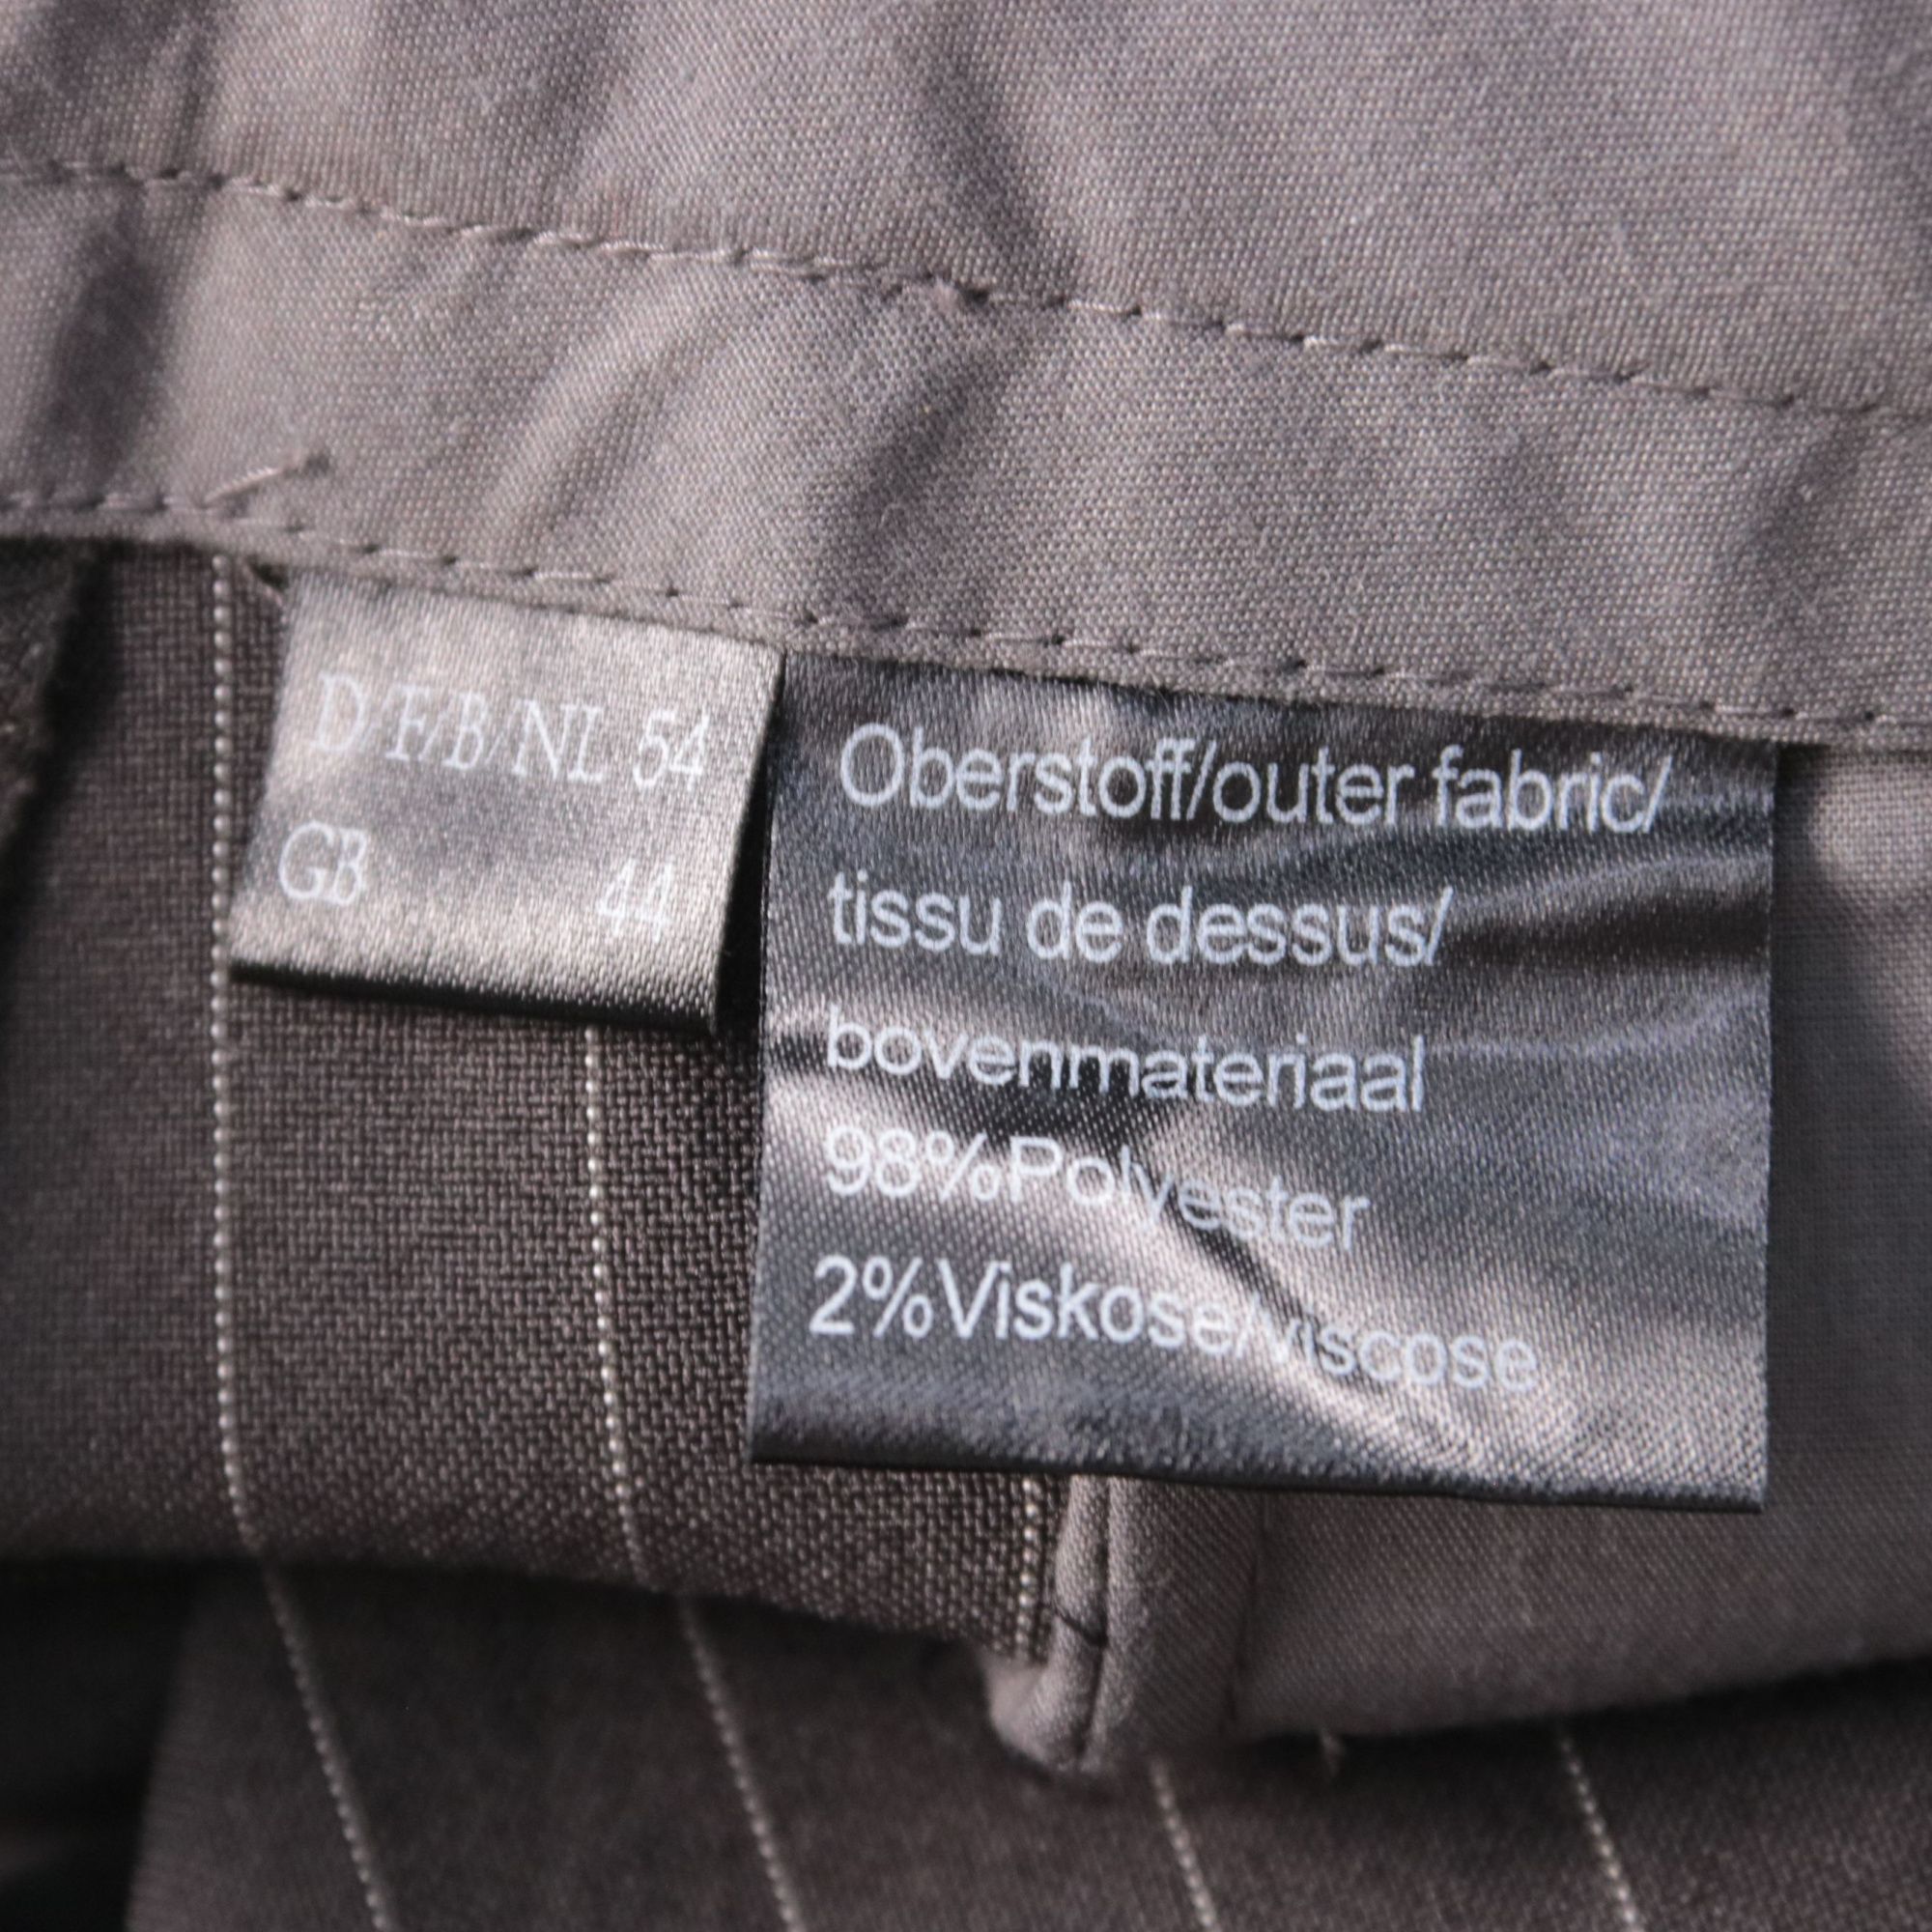 D/F/B/NL 54
GB 44
Oberstoff/outer fabric/
tissu de dessus/
bovenmateriaal
98%Polyester
2%Viskose/viscose